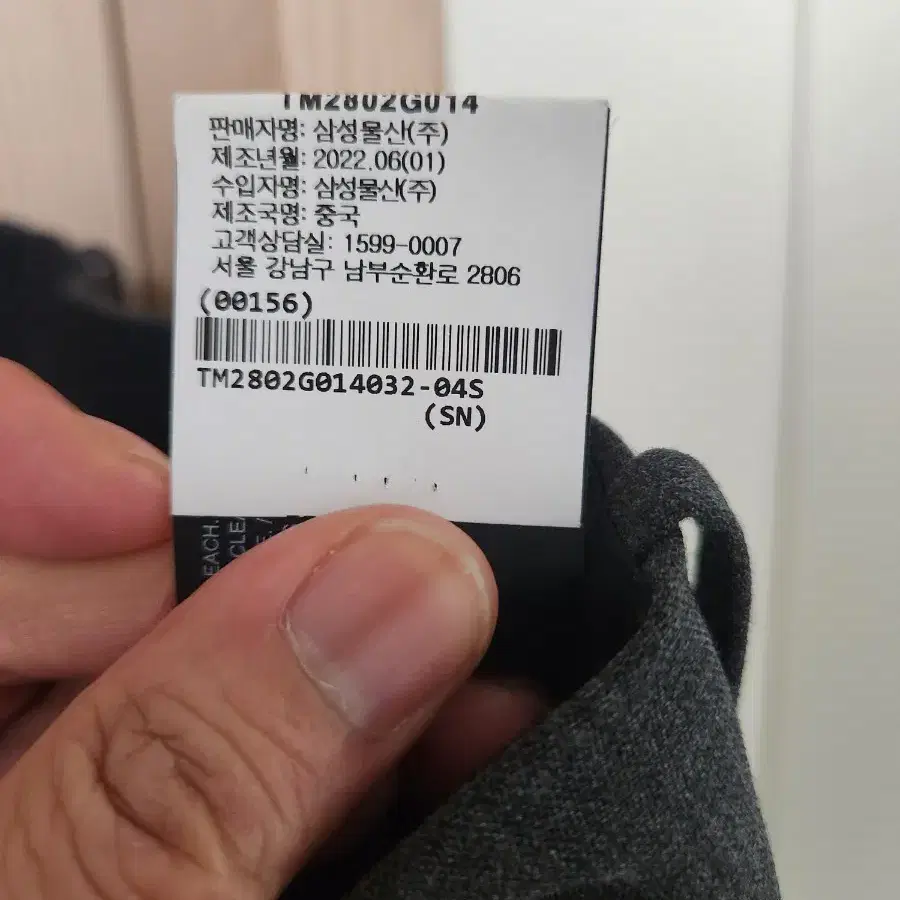 TM2802G014
판매자명: 삼성물산(주)
제조년월: 2022.06(01)
수입자명: 삼성물산(주)
제조국명: 중국
고객상담실: 1599-0007
서울 강남구 남부순환로 2806
(00156)
TM2802G014032-04S
(SN)
EACH.
CLEA